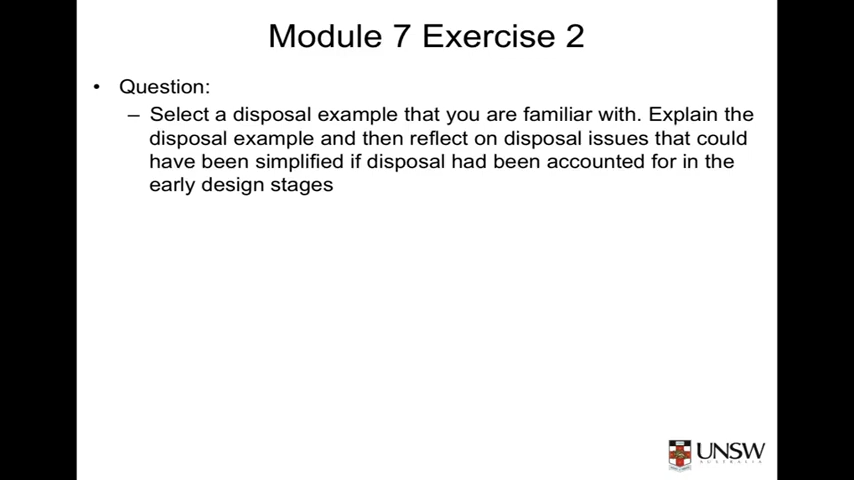 Module 7 Exercise 2
• Question:
– Select a disposal example that you are familiar with. Explain the
disposal example and then reflect on disposal issues that could
have been simplified if disposal had been accounted for in the
early design stages
UNSW
AUSTRALIA